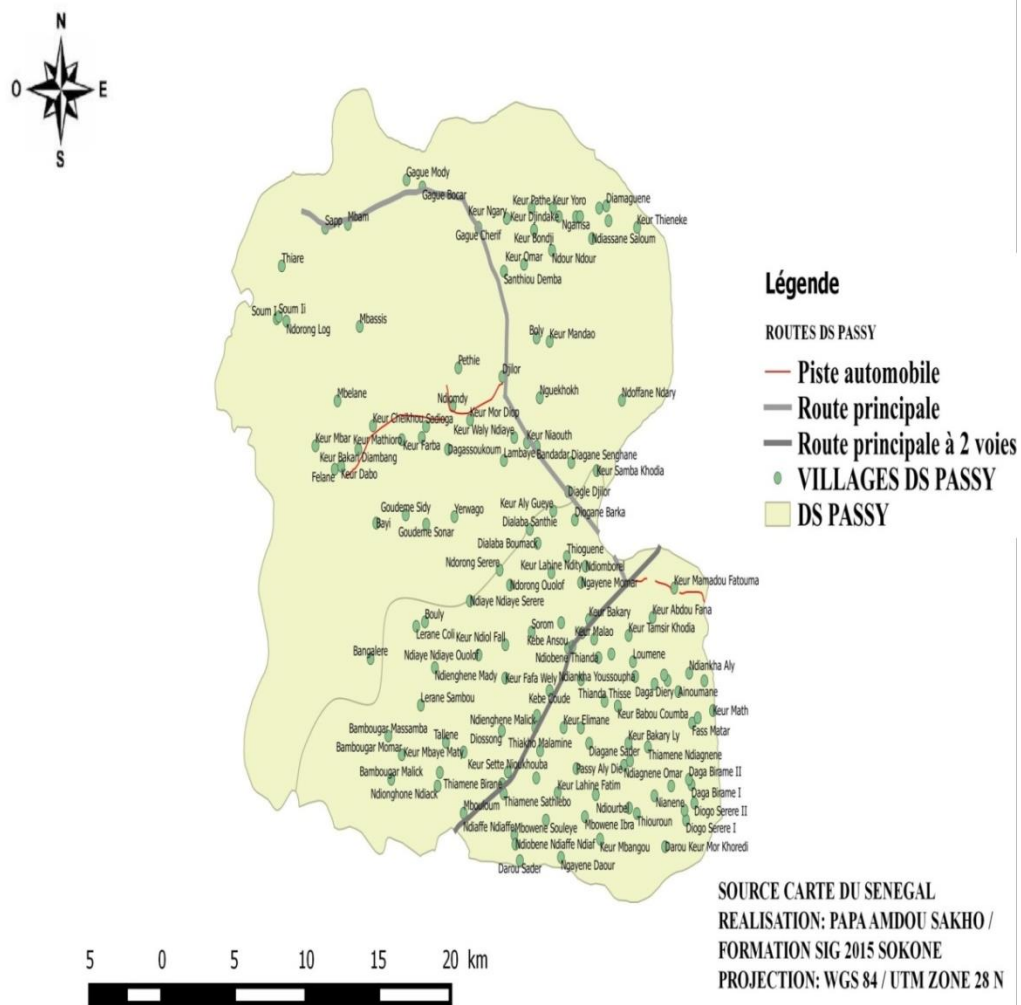 N
O
E
S
Gague Mody
Gague Bocar
Keur Pathe Keur Yoro
Diamaguene
Keur Ngary
Keur Djindake
Sapp
Mbam
Ngamsa
Keur Thieneke
Gague Cherif
Keur Bondji
Ndiassane Saloum
Keur Omar
Ndour Ndour
Thiare
Santhiou Demba
Légende
Soum I
Soum Ii
Ndorong Log
Mbassis
ROUTES DS PASSY
Boly
Keur Mandao
Pethie
Djilor
Piste automobile
Mbelane
Ndiomdy
Nguekhokh
Ndoffane Ndary
Route principale
Keur Cheikhou Sadioga
Keur Mor Diop
Keur Waly Ndiaye
Keur Mbar
Keur Mathioro
Keur Farba
Keur Niaouth
Route principale à 2 voies
Dagassoukoum
Lambaye
Bandadar
Diagane Senghane
Keur Bakari Diambang
Felane
Keur Dabo
Keur Samba Khodia
VILLAGES DS PASSY
Diagle Djilor
Goudeme Sidy
Yerwago
Keur Aly Gueye
Diogane Barka
DS PASSY
Bayi
Goudeme Sonar
Dialaba Santhie
Dialaba Boumack
Thioguene
Ndorong Serere
Keur Lahine Ndity
Ndiomborel
Ndorong Ouolof
Ngayene Momar
Keur Mamadou Fatouma
Ndiaye Ndiaye Serere
Bouly
Keur Bakary
Keur Abdou Fana
Lerane Coli
Sorom
Keur Ndiol Fall
Kebe Ansou
Keur Malao
Keur Tamsir Khodia
Bangalere
Ndiaye Ndiaye Ouolof
Ndiobene Thianda
Loumene
Ndienghene Mady
Keur Fafa Wely
Ndiankha Youssoupha
Ndiankha Aly
Thianda Thisse
Daga Diery
Ainoumane
Lerane Sambou
Kebe Coude
Keur Babou Coumba
Keur Math
Ndienghene Malick
Keur Elimane
Fass Matar
Bambougar Massamba
Tallene
Diossong
Keur Bakary Ly
Bambougar Momar
Keur Mbaye Maty
Thiakho Malamine
Diagane Sader
Thiamene Ndiagnene
Keur Sette Nioukhouba
Passy Aly Die
Ndiagnene Omar
Daga Birame II
Bambougar Malick
Thiamene Birane
Ndionghone Ndiack
Keur Lahine Fatim
Nianene
Daga Birame I
Thiamene Sathiebo
Diogo Serere II
Mbouloum
Ndiourbel
Thiouroun
Ndiaffe Ndiaffe
Mbowene Souleye
Mbowene Ibra
Diogo Serere I
Ndiobene Ndiaffe Ndiaf
Keur Mbangou
Darou Keur Mor Khoredi
Darou Sader
Ngayene Daour
SOURCE CARTE DU SENEGAL
REALISATION: PAPA AMDOU SAKHO /
FORMATION SIG 2015 SOKONE
PROJECTION: WGS 84 / UTM ZONE 28 N
5 0 5 10 15 20 km